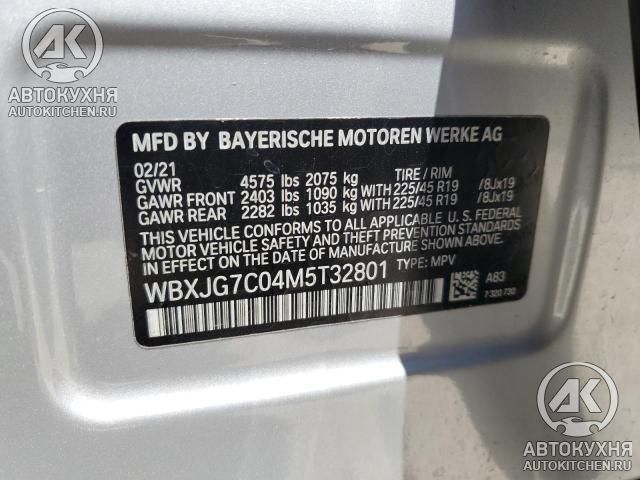 AK
АВТОКУХНЯ
AUTOKITCHEN.RU
MFD BY BAYERISCHE MOTOREN WERKE AG
02/21 TIRE / RIM
GVWR 4575 lbs 2075 kg
GAWR FRONT 2403 lbs 1090 kg WITH 225/45 R19 /8Jx19
GAWR REAR 2282 lbs 1035 kg WITH 225/45 R19 /8Jx19
THIS VEHICLE CONFORMS TO ALL APPLICABLE U. S. FEDERAL
MOTOR VEHICLE SAFETY AND THEFT PREVENTION STANDARDS
IN EFFECT ON THE DATE OF MANUFACTURE SHOWN ABOVE.
WBXJG7C04M5T32801 TYPE: MPV
A83
7 320 730
AK
АВТОКУХНЯ
AUTOKITCHEN.RU